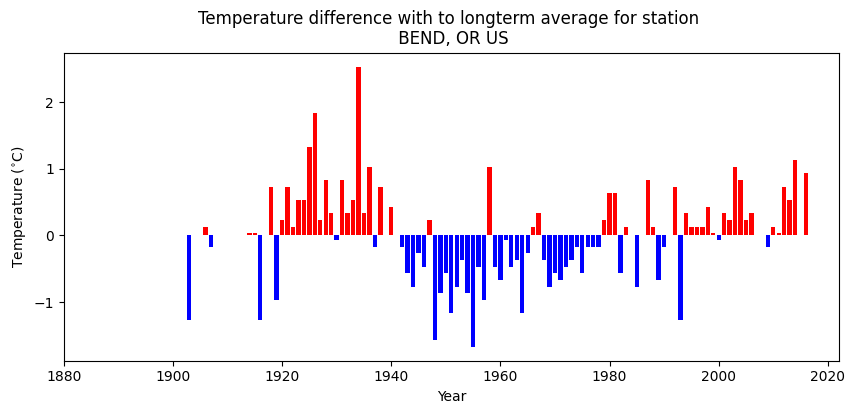 Temperature difference with to longterm average for station
BEND, OR US
Temperature (°C)
2
1
0
−1
1880 1900 1920 1940 1960 1980 2000 2020
Year